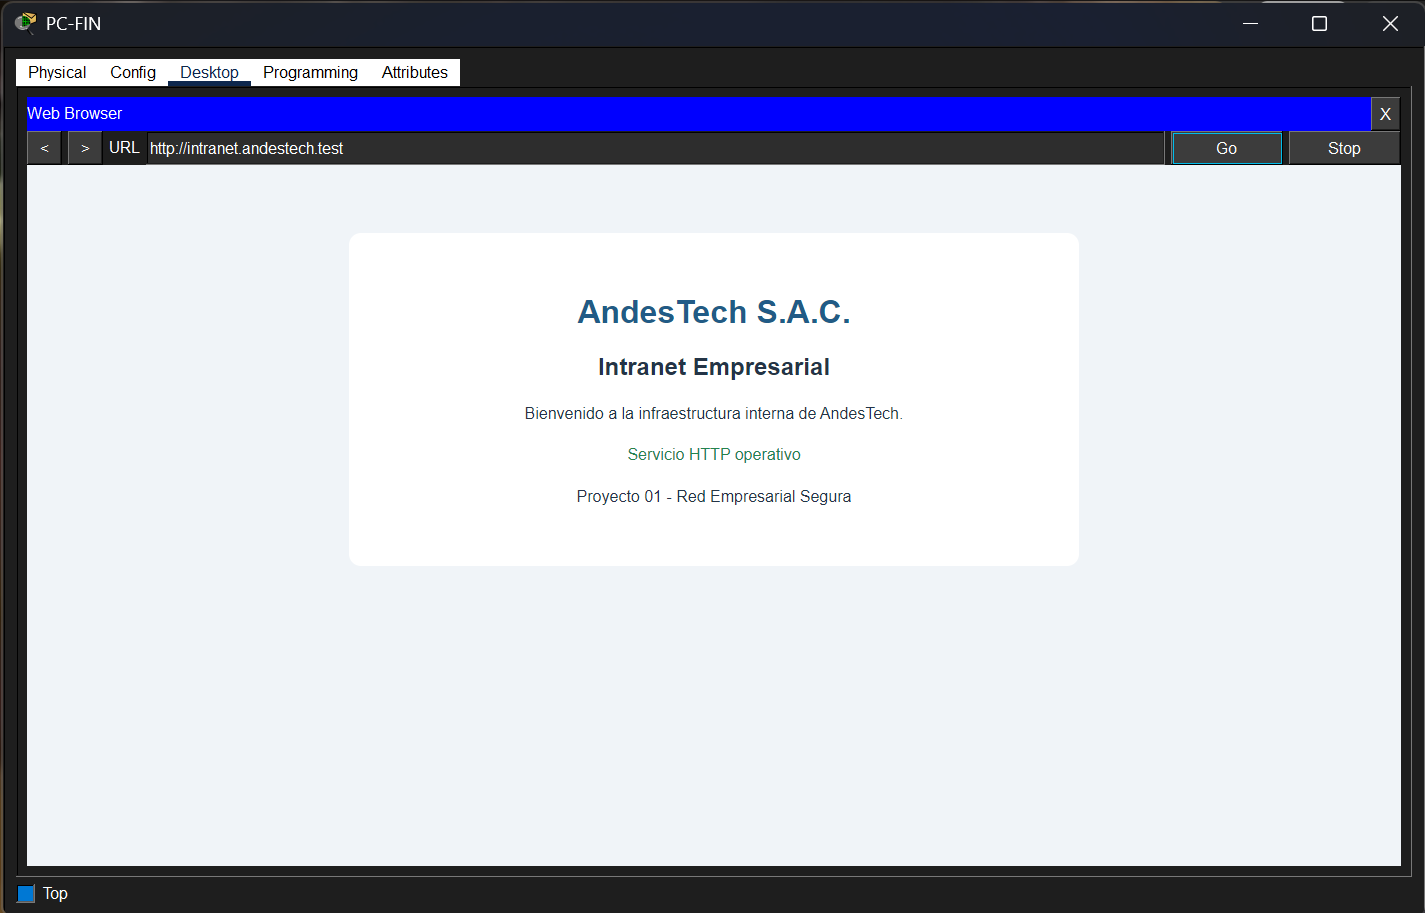 PC-FIN
Physical Config Desktop Programming Attributes
Web Browser X
< > URL http://intranet.andestech.test Go Stop
AndesTech S.A.C.
Intranet Empresarial
Bienvenido a la infraestructura interna de AndesTech.
Servicio HTTP operativo
Proyecto 01 - Red Empresarial Segura
Top